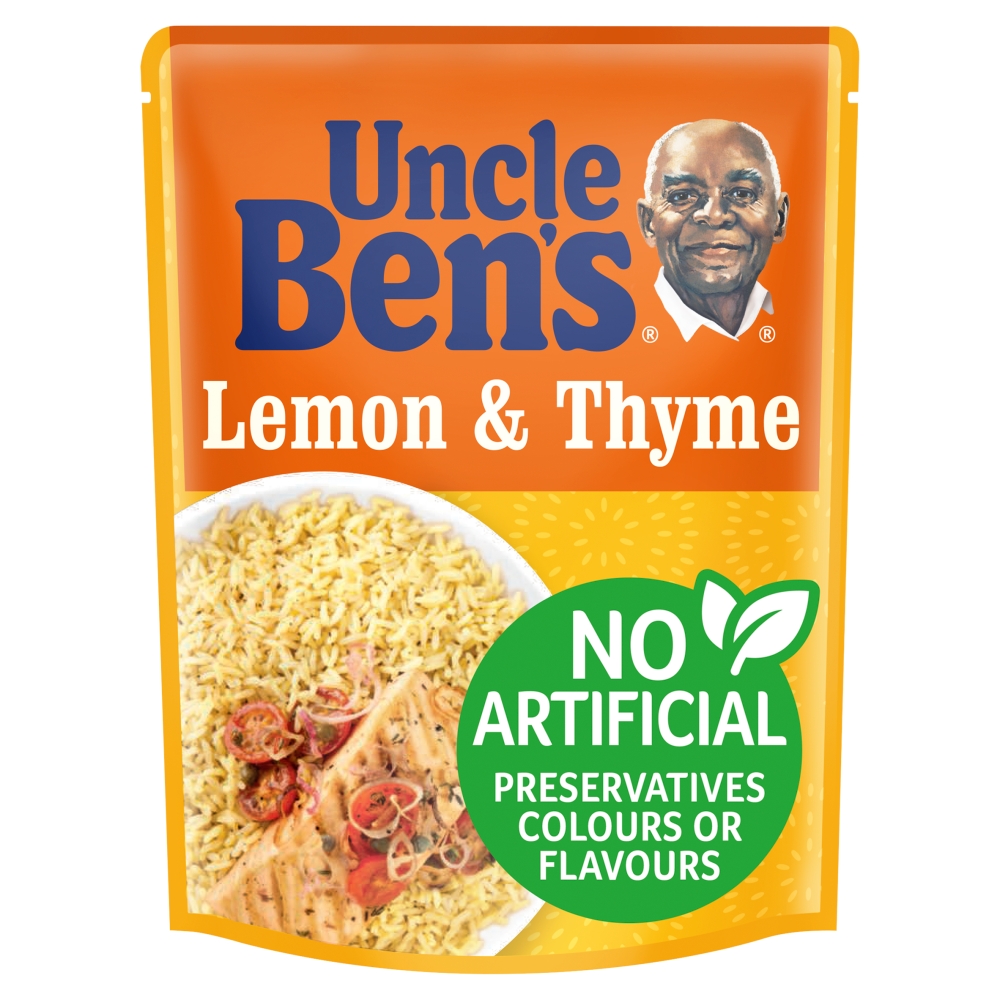 Uncle
Ben's®
®
Lemon & Thyme
NO
ARTIFICIAL
PRESERVATIVES
COLOURS OR
FLAVOURS